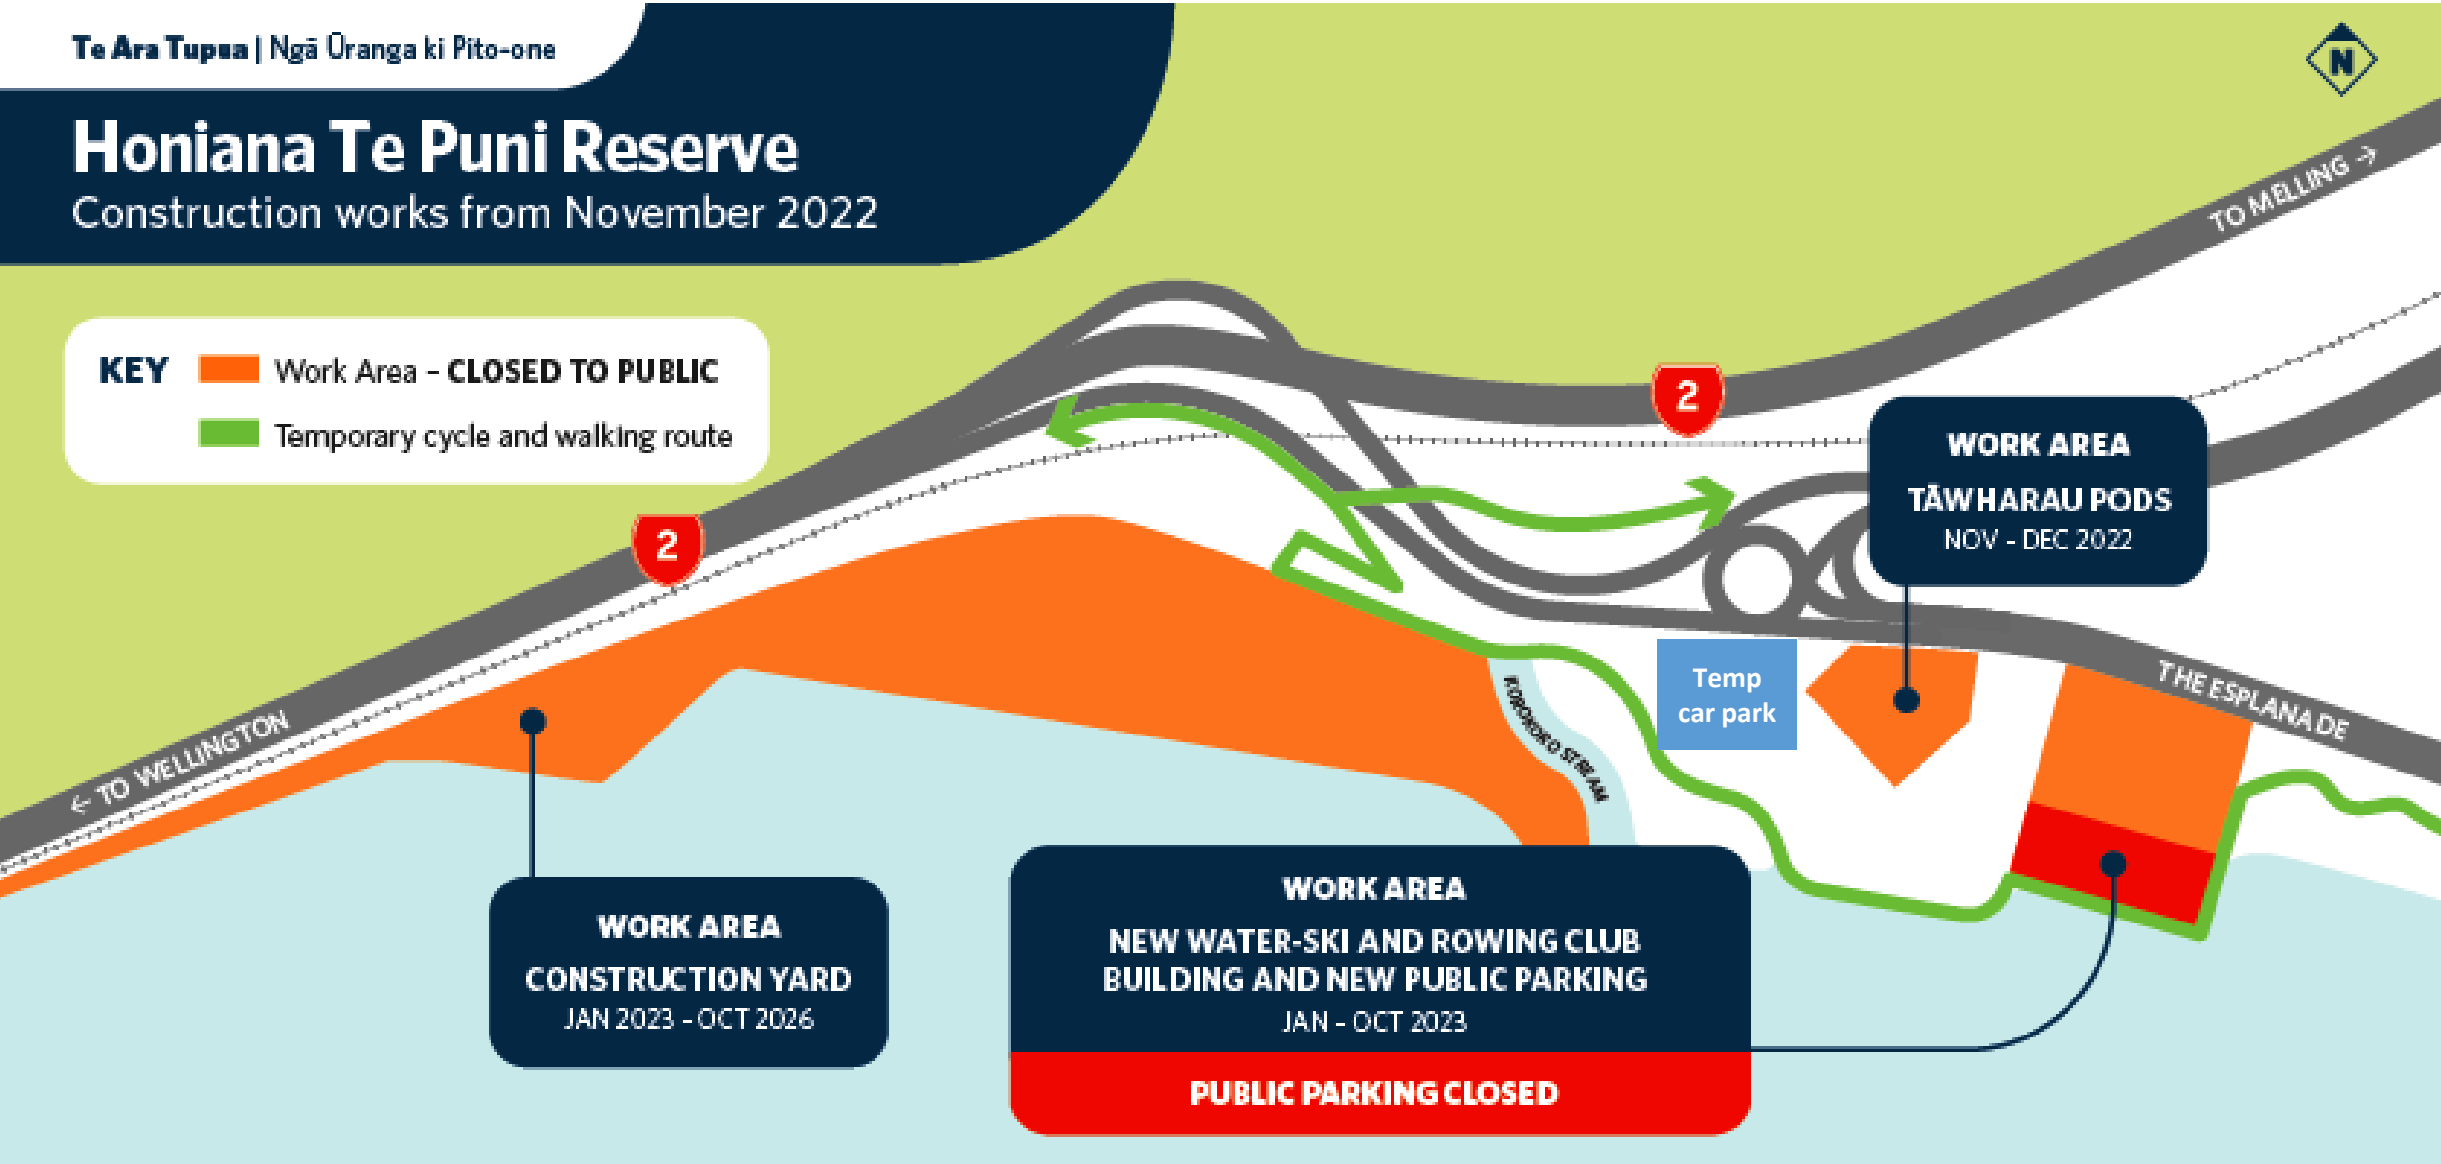 Te Ara Tupua | Ngā Ūranga ki Pito-one
N
Honiana Te Puni Reserve
Construction works from November 2022
TO MELLING →
KEY
Work Area – CLOSED TO PUBLIC
Temporary cycle and walking route
2
2
WORK AREA
TĀWHARAU PODS
NOV – DEC 2022
Temp
car park
THE ESPLANADE
KOROKORO STREAM
← TO WELLINGTON
WORK AREA
CONSTRUCTION YARD
JAN 2023 – OCT 2026
WORK AREA
NEW WATER-SKI AND ROWING CLUB
BUILDING AND NEW PUBLIC PARKING
JAN – OCT 2023
PUBLIC PARKING CLOSED